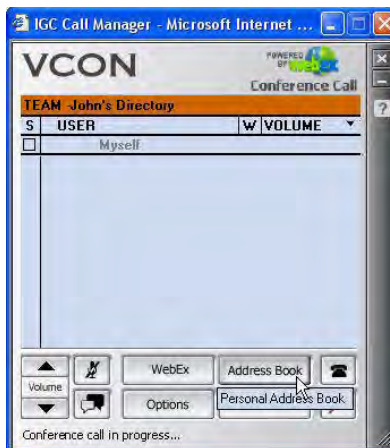 IGC Call Manager - Microsoft Internet ...
VCON
POWERED BY
Conference Call
TEAM -John's Directory
S USER W VOLUME
Myself
WebEx
Address Book
Volume
Options
Personal Address Book
Conference call in progress...
?